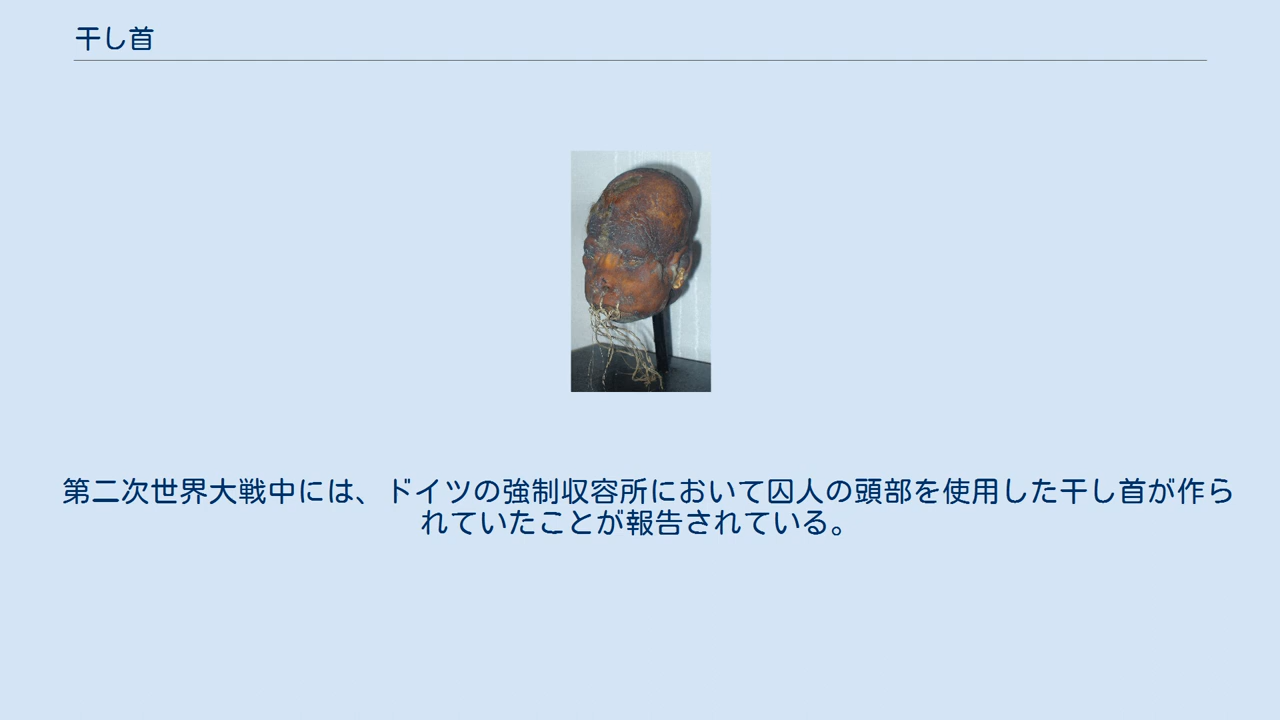 干し首
第二次世界大戦中には、ドイツの強制収容所において囚人の頭部を使用した干し首が作ら
れていたことが報告されている。